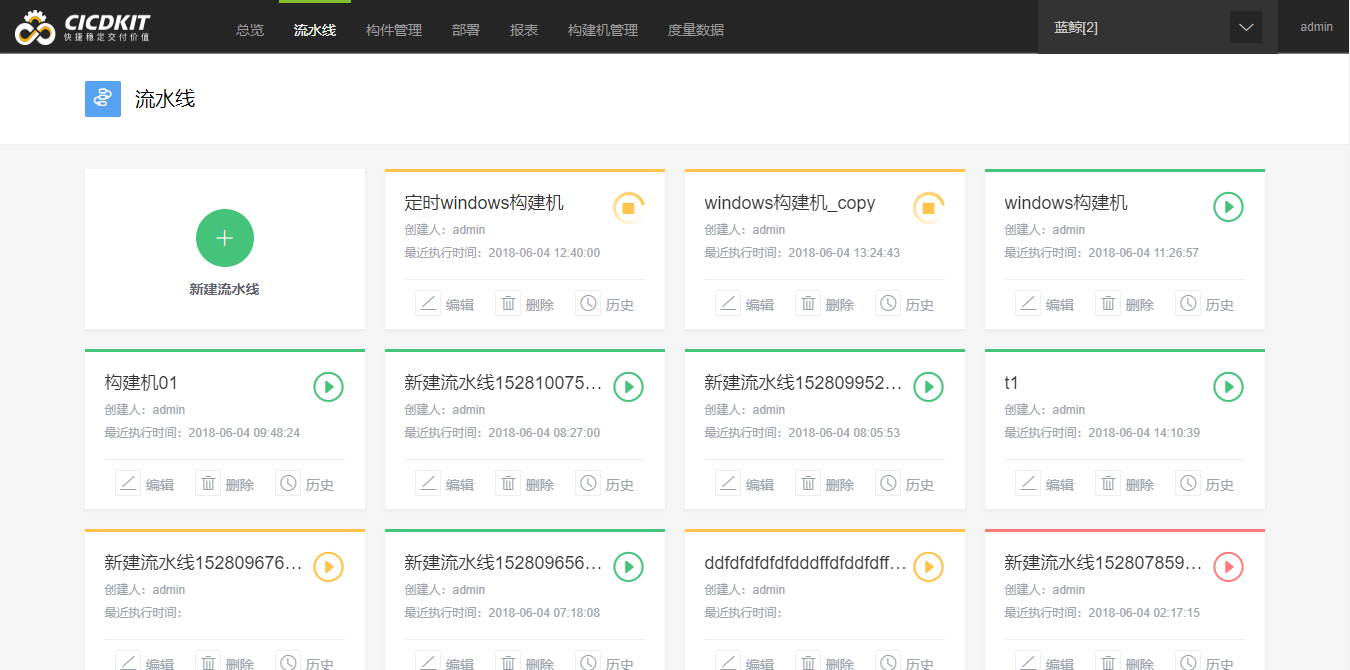 CICDKIT
快捷稳定交付价值
总览 流水线 构件管理 部署 报表 构建机管理 度量数据 蓝鲸[2] admin
流水线
新建流水线
定时windows构建机
创建人：admin
最近执行时间：2018-06-04 12:40:00
编辑 删除 历史
windows构建机_copy
创建人：admin
最近执行时间：2018-06-04 13:24:43
编辑 删除 历史
windows构建机
创建人：admin
最近执行时间：2018-06-04 11:26:57
编辑 删除 历史
构建机01
创建人：admin
最近执行时间：2018-06-04 09:48:24
编辑 删除 历史
新建流水线152810075...
创建人：admin
最近执行时间：2018-06-04 08:27:00
编辑 删除 历史
新建流水线152809952...
创建人：admin
最近执行时间：2018-06-04 08:05:53
编辑 删除 历史
t1
创建人：admin
最近执行时间：2018-06-04 14:10:39
编辑 删除 历史
新建流水线152809676...
创建人：admin
最近执行时间：
编辑 删除 历史
新建流水线152809656...
创建人：admin
最近执行时间：2018-06-04 07:18:08
编辑 删除 历史
ddfdfdfdfdfdddffdfddfdff...
创建人：admin
最近执行时间：
编辑 删除 历史
新建流水线152807859...
创建人：admin
最近执行时间：2018-06-04 02:17:15
编辑 删除 历史